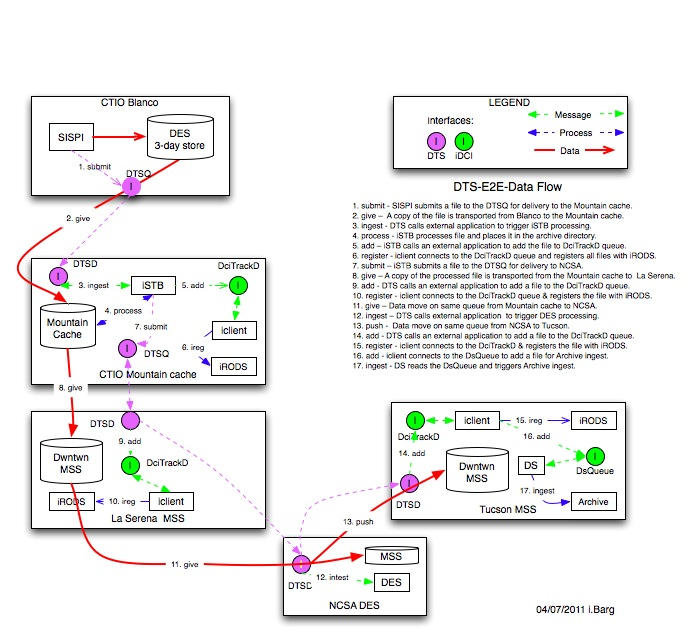 CTIO Blanco
SISPI
DES
3-day store
1. submit
DTSQ
I
2. give
LEGEND
Interfaces:
I
I
DTS
iDCI
Message
Process
Data
DTS-E2E-Data Flow
1. submit - SISPI submits a file to the DTSQ for delivery to the Mountain cache.
2. give – A copy of the file is transported from Blanco to the Mountain cache.
3. ingest - DTS calls external application to trigger iSTB processing.
4. process - iSTB processes file and places it in the archive directory.
5. add – iSTB calls an external application to add the file to DciTrackD queue.
6. register - iclient connects to the DciTrackD queue and registers all files with iRODS.
7. submit – iSTB submits a file to the DTSQ for delivery to NCSA.
8. give – A copy of the processed file is transported from the Mountain cache to La Serena.
9. add - DTS calls an external application to add a file to the DciTrackD queue.
10. register - iclient connects to the DciTrackD queue & registers the file with iRODS.
11. give – Data move on same queue from Mountain cache to NCSA.
12. ingest – DTS calls external application to trigger DES processing.
13. push - Data move on same queue from NCSA to Tucson.
14. add - DTS calls an external application to add a file to the DciTrackD queue.
15. register - iclient connects to the DciTrackD & registers the file with iRODS.
16. add - iclient connects to the DsQueue to add a file for Archive ingest.
17. ingest - DS reads the DsQueue and triggers Archive ingest.
DTSD
I
3. ingest
iSTB
5. add
DciTrackD
I
4. process
Mountain
Cache
7. submit
iclient
I
DTSQ
6. ireg
iRODS
CTIO Mountain cache
8. give
DTSD
9. add
Dwntwn
MSS
I
DciTrackD
iRODS
10. ireg
iclient
La Serena MSS
11. give
I
DciTrackD
iclient
15. ireg
iRODS
16. add
14. add
Dwntwn
MSS
DS
I
DsQueue
I
DTSD
17. ingest
Archive
Tucson MSS
13. push
I
MSS
12. intest
DES
NCSA DES
04/07/2011 i.Barg